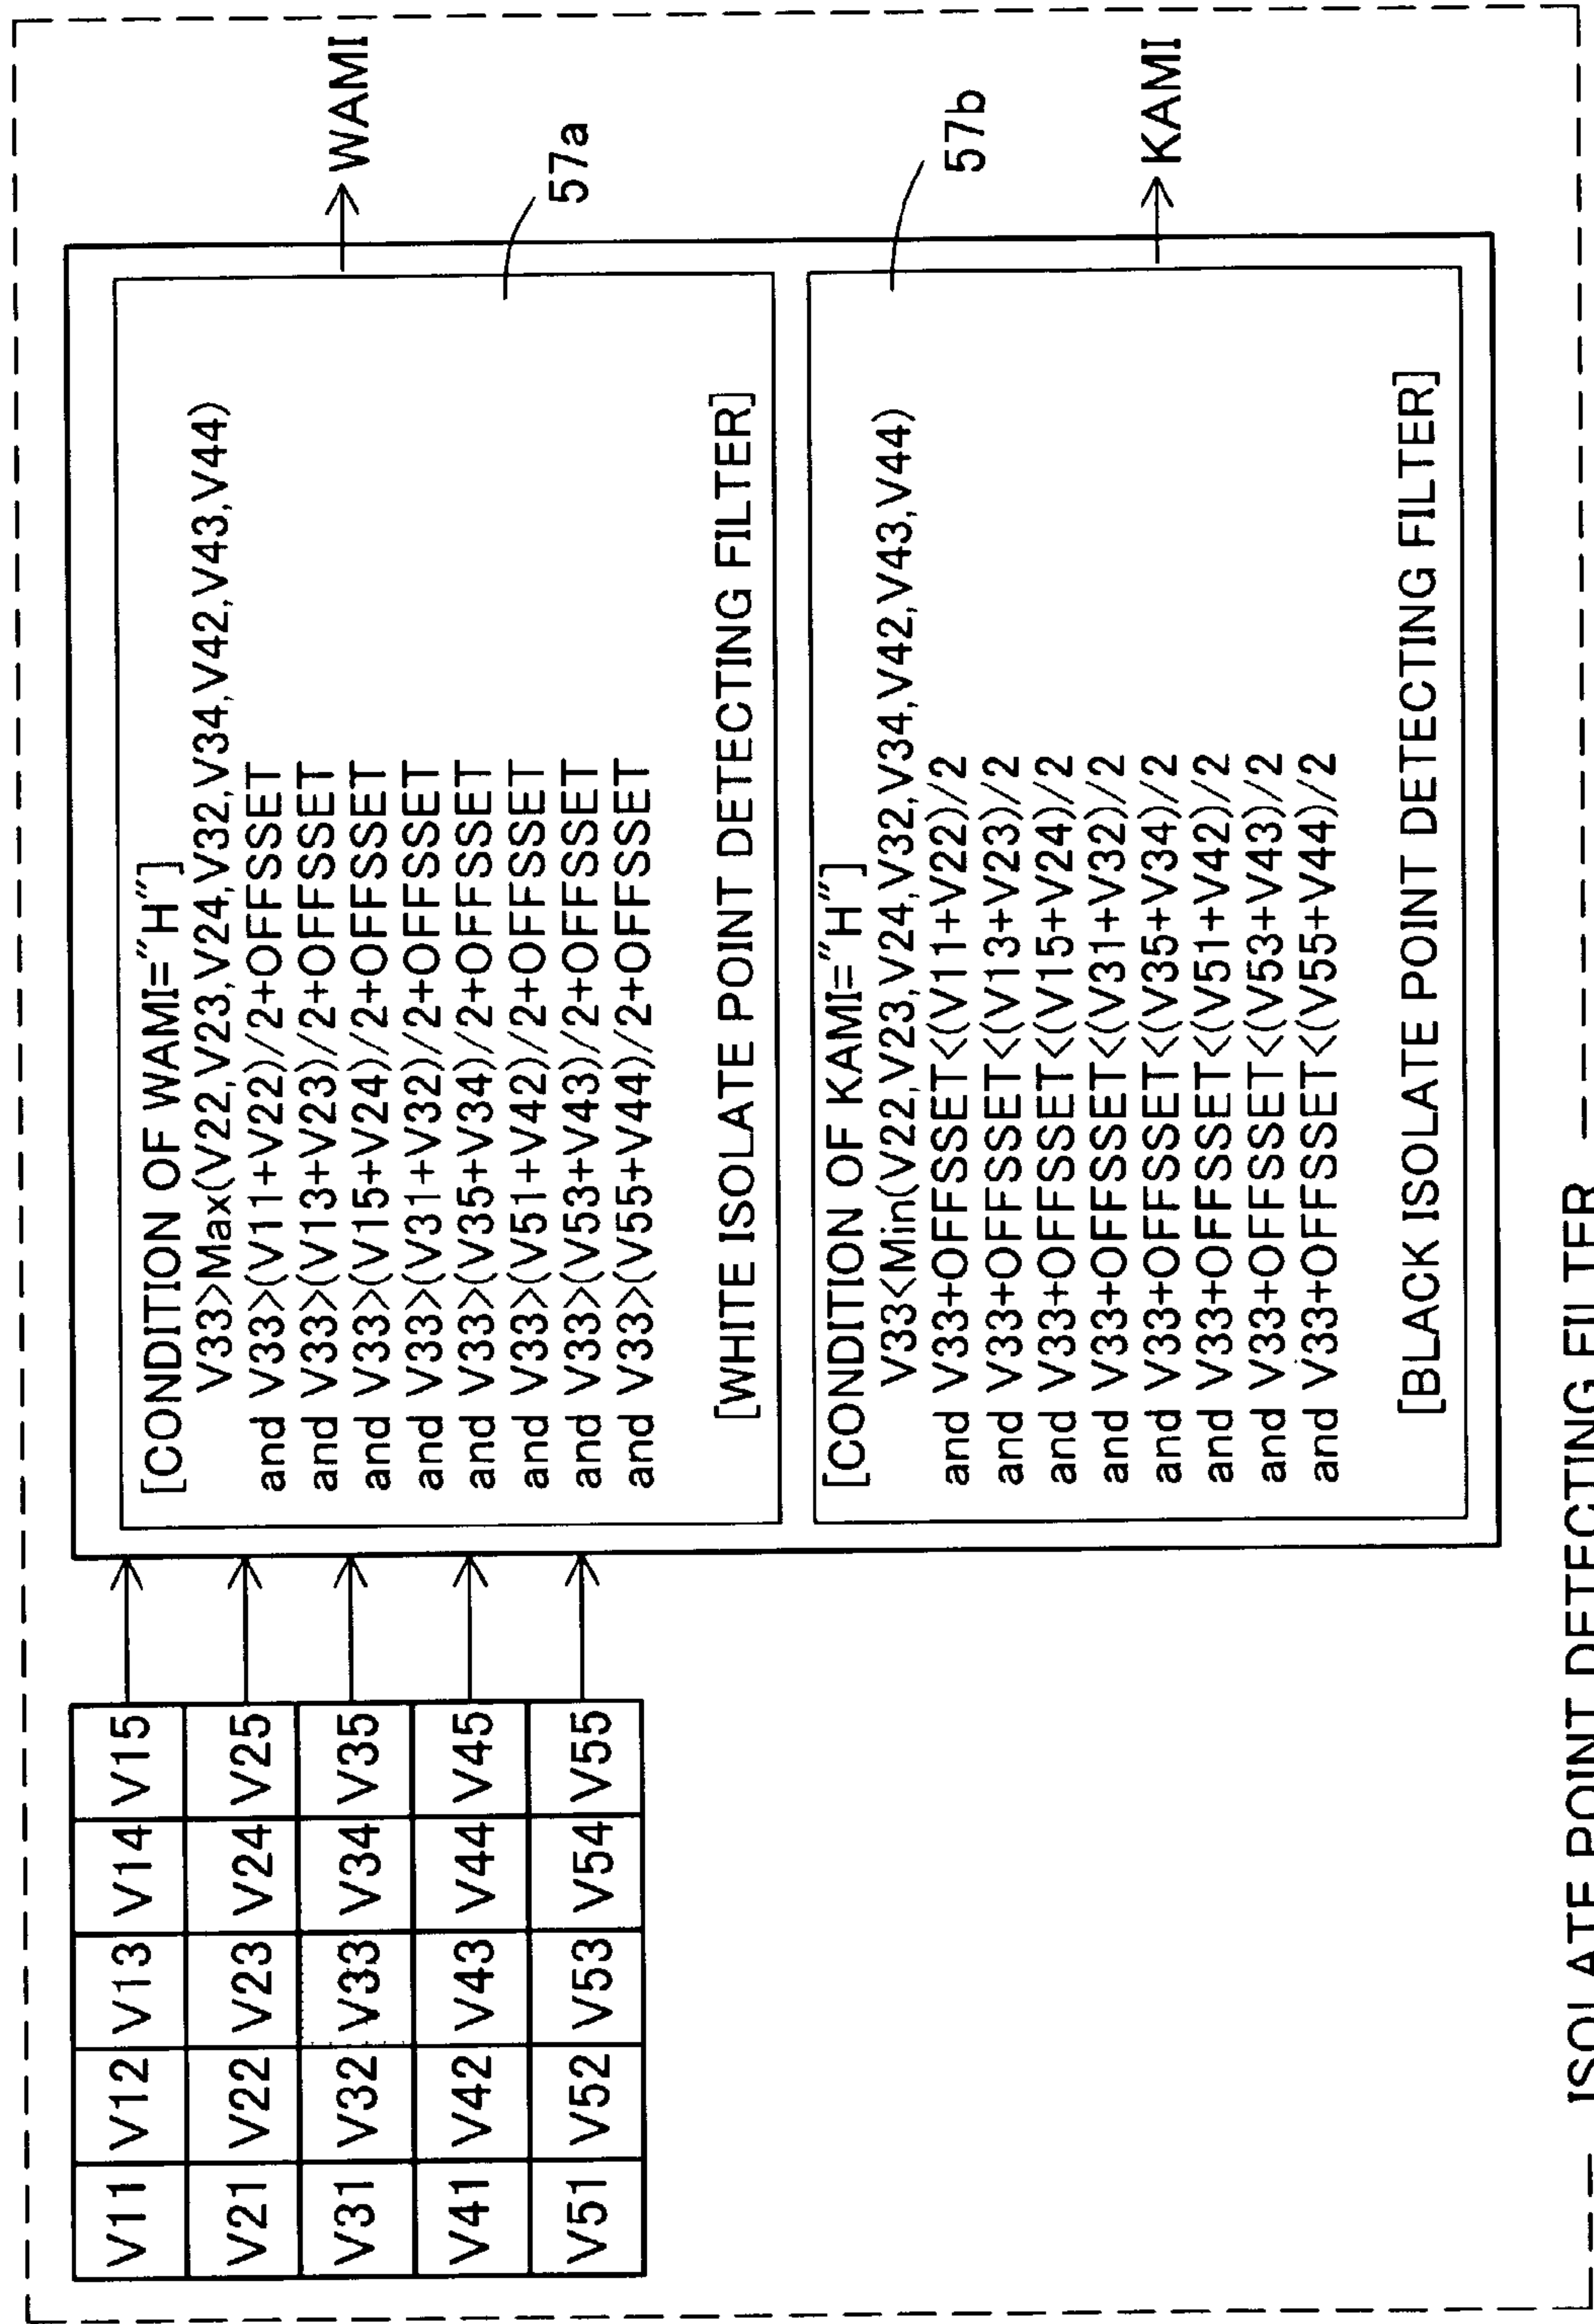 V11 V12 V13 V14 V15
V21 V22 V23 V24 V25
V31 V32 V33 V34 V35
V41 V42 V43 V44 V45
V51 V52 V53 V54 V55
[CONDITION OF WAMI="H"]
V33>Max(V22,V23,V24,V32,V34,V42,V43,V44)
and V33>(V11+V22)/2+OFFSSET
and V33>(V13+V23)/2+OFFSSET
and V33>(V15+V24)/2+OFFSSET
and V33>(V31+V32)/2+OFFSSET
and V33>(V35+V34)/2+OFFSSET
and V33>(V51+V42)/2+OFFSSET
and V33>(V53+V43)/2+OFFSSET
and V33>(V55+V44)/2+OFFSSET
[WHITE ISOLATE POINT DETECTING FILTER]
WAMI
57a
[CONDITION OF KAMI="H"]
V33<Min(V22,V23,V24,V32,V34,V42,V43,V44)
and V33+OFFSSET<(V11+V22)/2
and V33+OFFSSET<(V13+V23)/2
and V33+OFFSSET<(V15+V24)/2
and V33+OFFSSET<(V31+V32)/2
and V33+OFFSSET<(V35+V34)/2
and V33+OFFSSET<(V51+V42)/2
and V33+OFFSSET<(V53+V43)/2
and V33+OFFSSET<(V55+V44)/2
[BLACK ISOLATE POINT DETECTING FILTER]
57b
KAMI
ISOLATE POINT DETECTING FILTER